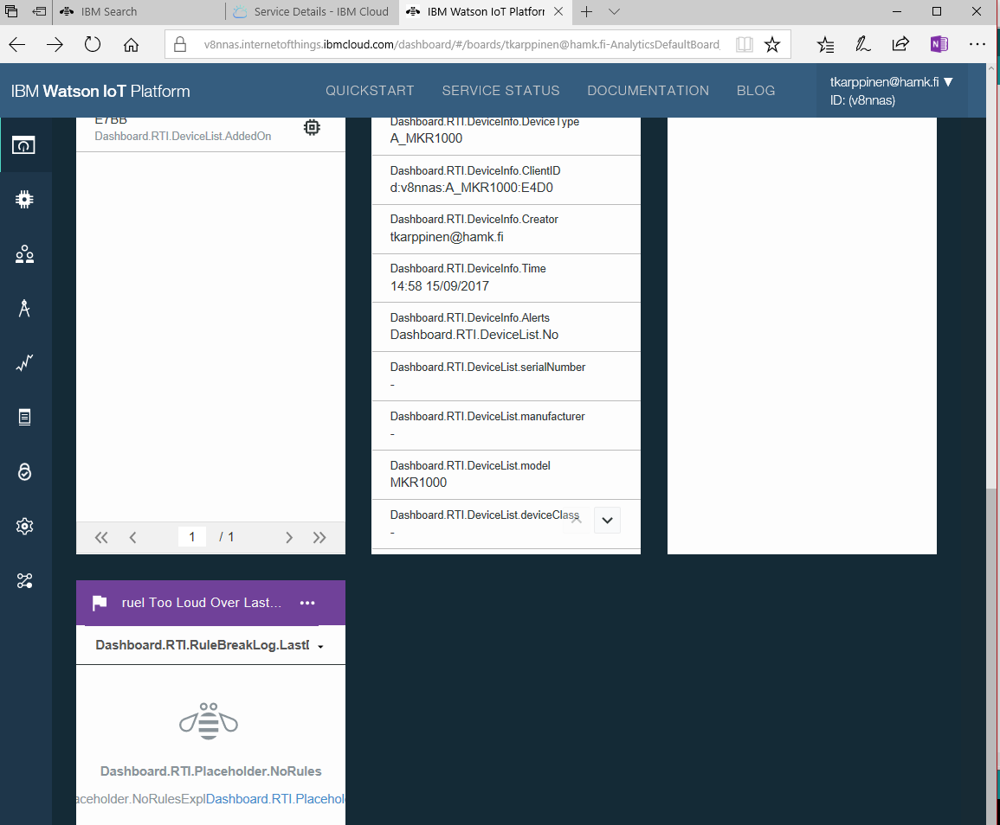 IBM Search
Service Details - IBM Cloud
IBM Watson IoT Platforr
v8nnas.internetofthings.ibmcloud.com/dashboard/#/boards/tkarppinen@hamk.fi-AnalyticsDefaultBoard
IBM Watson IoT Platform
QUICKSTART
SERVICE STATUS
DOCUMENTATION
BLOG
tkarppinen@hamk.fi ▼
ID: (v8nnas)
E7BB
Dashboard.RTI.DeviceList.AddedOn
1 / 1
Dashboard.RTI.DeviceInfo.DeviceType
A_MKR1000
Dashboard.RTI.DeviceInfo.ClientID
d:v8nnas:A_MKR1000:E4D0
Dashboard.RTI.DeviceInfo.Creator
tkarppinen@hamk.fi
Dashboard.RTI.DeviceInfo.Time
14:58 15/09/2017
Dashboard.RTI.DeviceInfo.Alerts
Dashboard.RTI.DeviceList.No
Dashboard.RTI.DeviceList.serialNumber
-
Dashboard.RTI.DeviceList.manufacturer
-
Dashboard.RTI.DeviceList.model
MKR1000
Dashboard.RTI.DeviceList.deviceClass
-
ruel Too Loud Over Last...
Dashboard.RTI.RuleBreakLog.LastD
Dashboard.RTI.Placeholder.NoRules
aceholder.NoRulesExplDashboard.RTI.Placehol